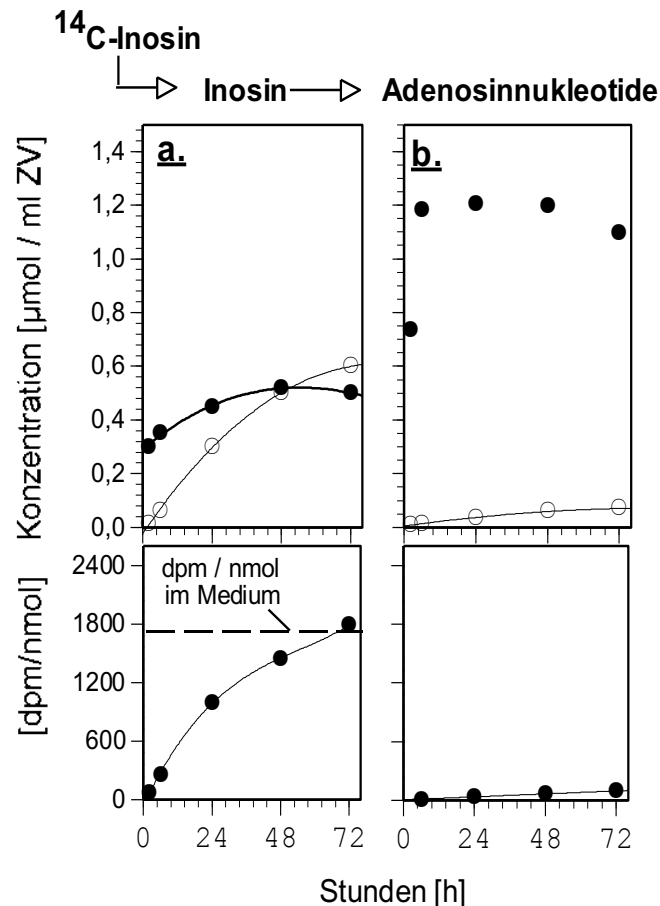 14C-Inosin
Inosin Adenosinnukleotide
a. b.
Konzentration [µmol / ml ZV]
1,4
1,2
1,0
0,8
0,6
0,4
0,2
0,0
[dpm/nmol]
2400
1800
1200
600
0
dpm / nmol
im Medium
0 24 48 72 0 24 48 72
Stunden [h]